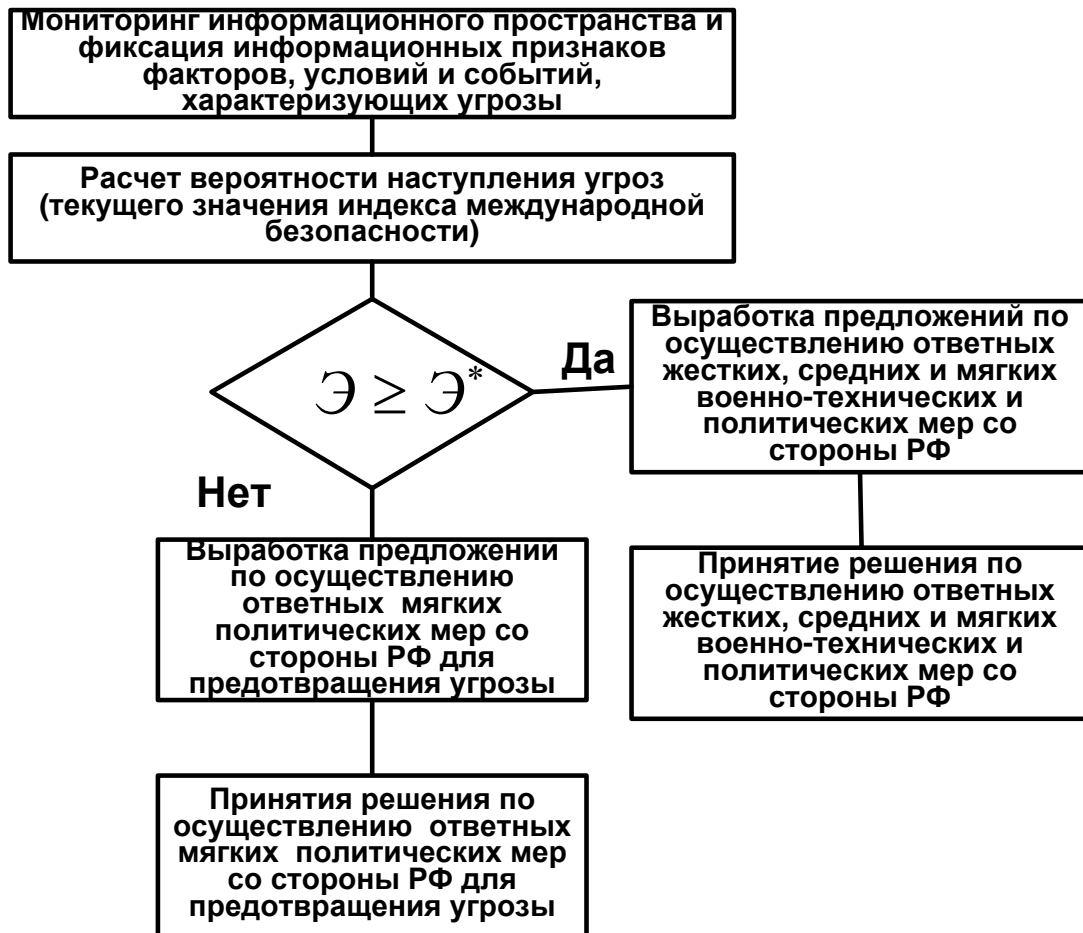 Мониторинг информационного пространства и
фиксация информационных признаков
факторов, условий и событий,
характеризующих угрозы
Расчет вероятности наступления угроз
(текущего значения индекса международной
безопасности)
Э ≥ Э*
Да
Выработка предложений по
осуществлению ответных
жестких, средних и мягких
военно-технических и
политических мер со
стороны РФ
Принятие решения по
осуществлению ответных
жестких, средних и мягких
военно-технических и
политических мер со
стороны РФ
Нет
Выработка предложений
по осуществлению
ответных мягких
политических мер со
стороны РФ для
предотвращения угрозы
Принятия решения по
осуществлению ответных
мягких политических мер
со стороны РФ для
предотвращения угрозы